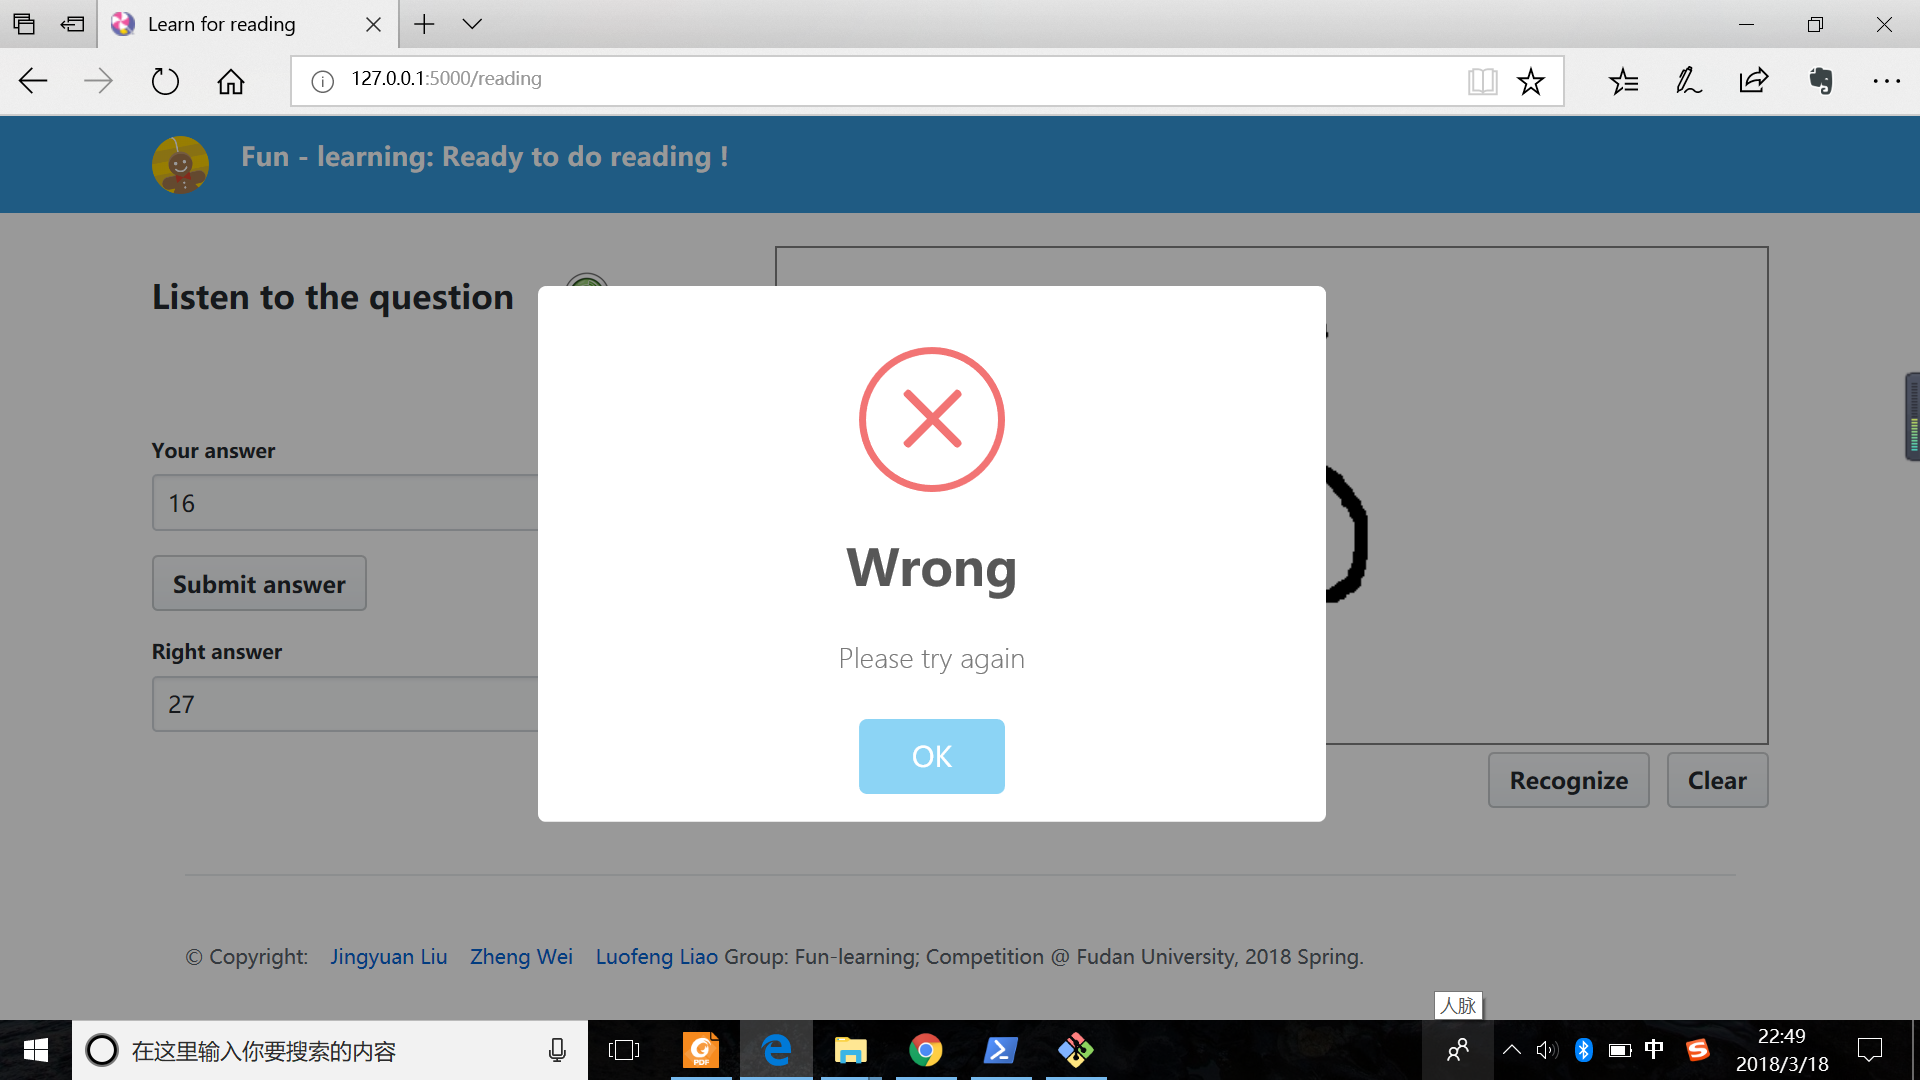 Learn for reading
127.0.0.1:5000/reading
Fun - learning: Ready to do reading !
Listen to the question
Your answer
16
Submit answer
Right answer
27
Wrong
Please try again
OK
Recognize
Clear
© Copyright: Jingyuan Liu Zheng Wei Luofeng Liao Group: Fun-learning; Competition @ Fudan University, 2018 Spring.
人脉
在这里输入你要搜索的内容
PDF
中
22:49
2018/3/18